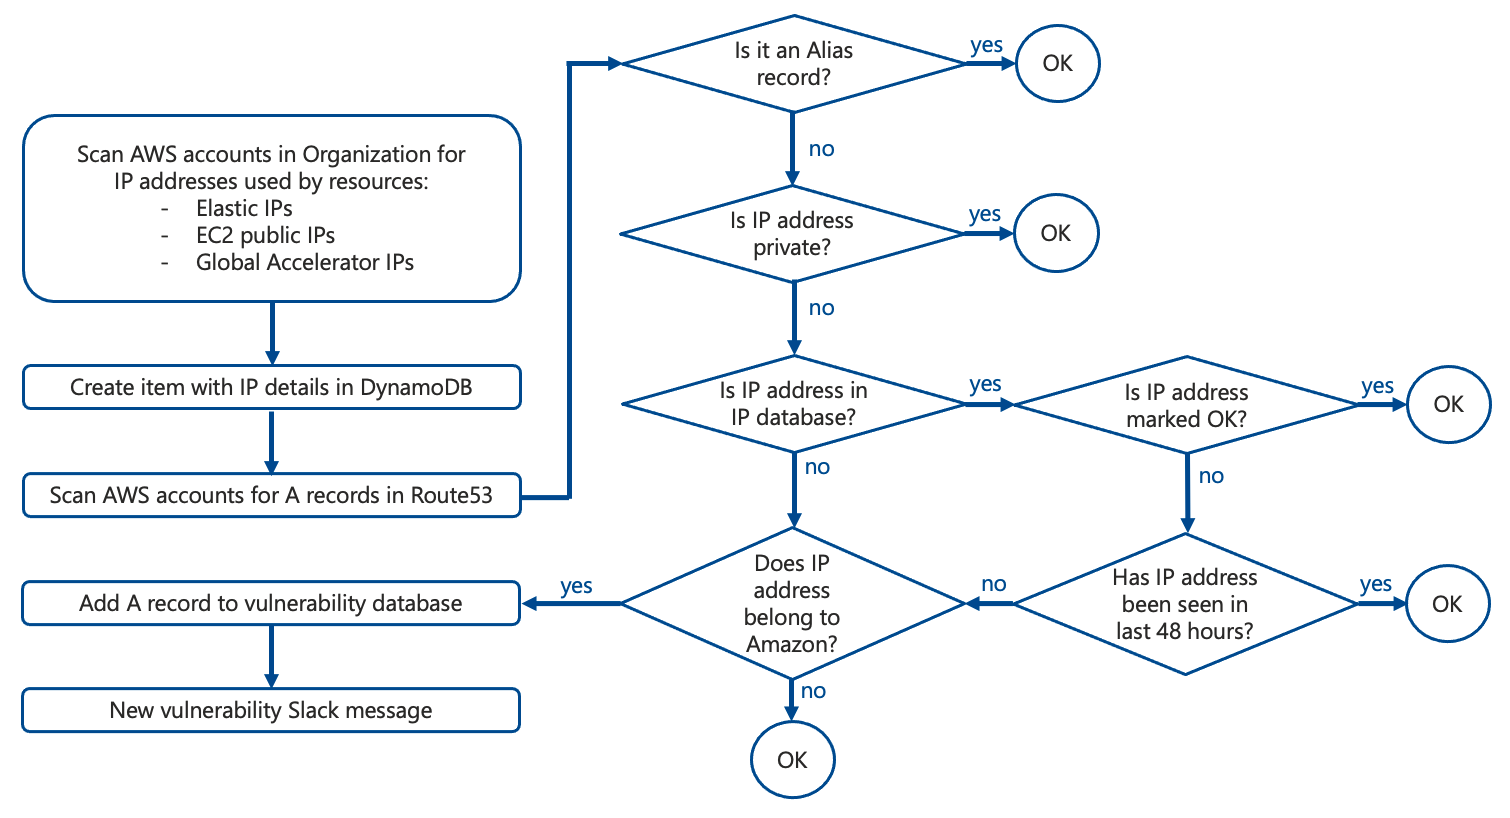 Scan AWS accounts in Organization for
IP addresses used by resources:
- Elastic IPs
- EC2 public IPs
- Global Accelerator IPs
Create item with IP details in DynamoDB
Scan AWS accounts for A records in Route53
Is it an Alias
record?
yes
OK
no
Is IP address
private?
yes
OK
no
Is IP address in
IP database?
yes
Is IP address
marked OK?
yes
OK
no
no
Has IP address
been seen in
last 48 hours?
yes
OK
no
Does IP
address
belong to
Amazon?
yes
no
OK
Add A record to vulnerability database
New vulnerability Slack message